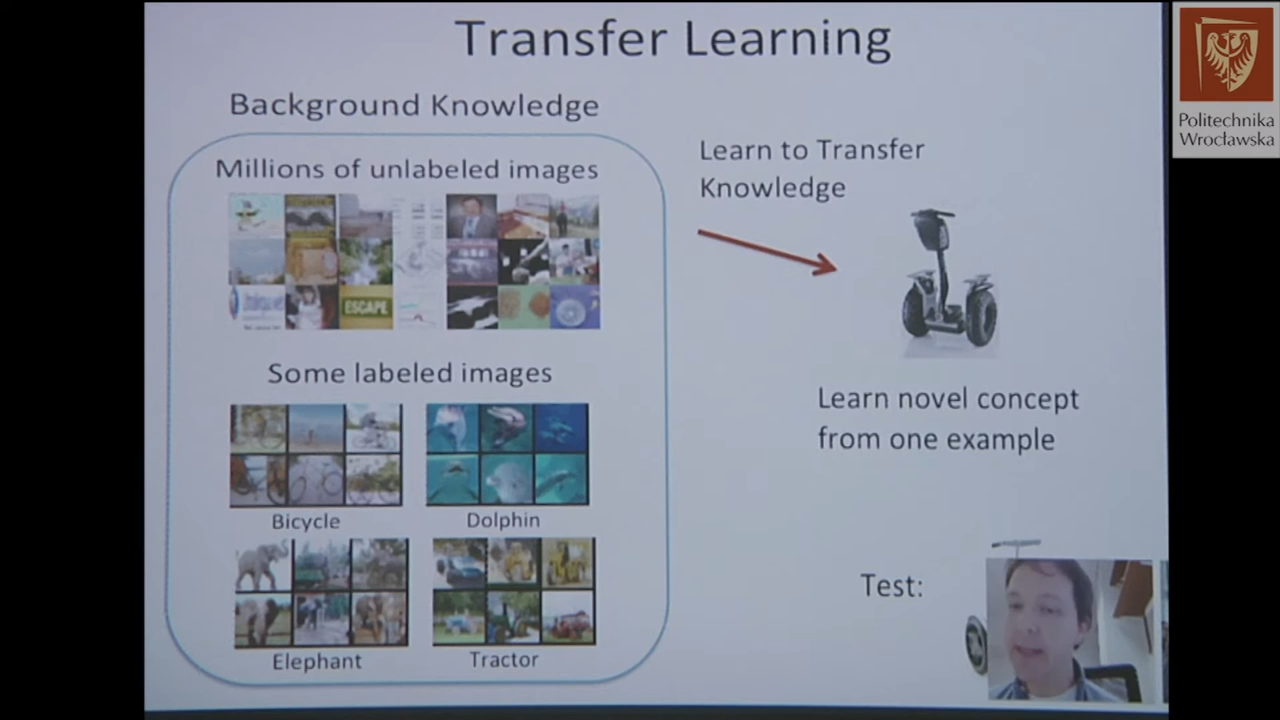 Transfer Learning
Background Knowledge
Millions of unlabeled images
ESCAPE
Some labeled images
Bicycle
Dolphin
Elephant
Tractor
Learn to Transfer
Knowledge
Learn novel concept
from one example
Test:
Politechnika
Wrocławska